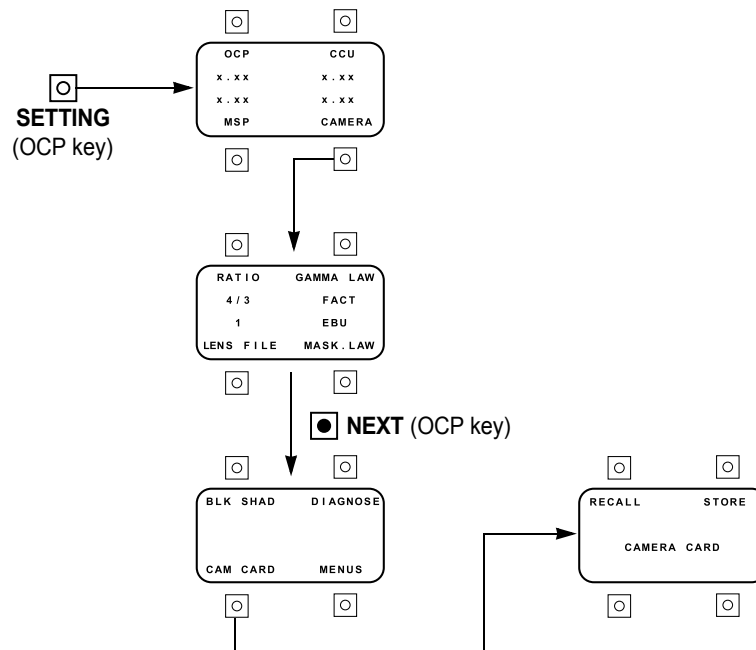 OCP CCU
x.xx x.xx
x.xx x.xx
MSP CAMERA
SETTING
(OCP key)
RATIO GAMMA LAW
4/3 FACT
1 EBU
LENS FILE MASK.LAW
NEXT (OCP key)
BLK SHAD DIAGNOSE
CAM CARD MENUS
RECALL STORE
CAMERA CARD